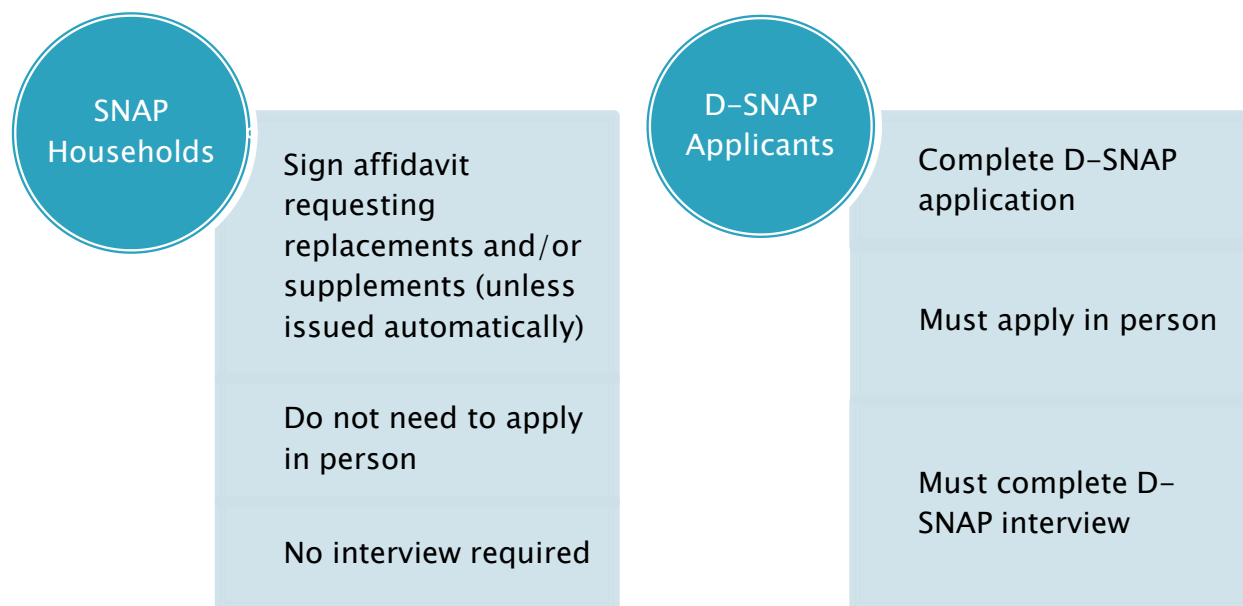 SNAP
Households
Sign affidavit
requesting
replacements and/or
supplements (unless
issued automatically)
Do not need to apply
in person
No interview required
D-SNAP
Applicants
Complete D-SNAP
application
Must apply in person
Must complete D-
SNAP interview